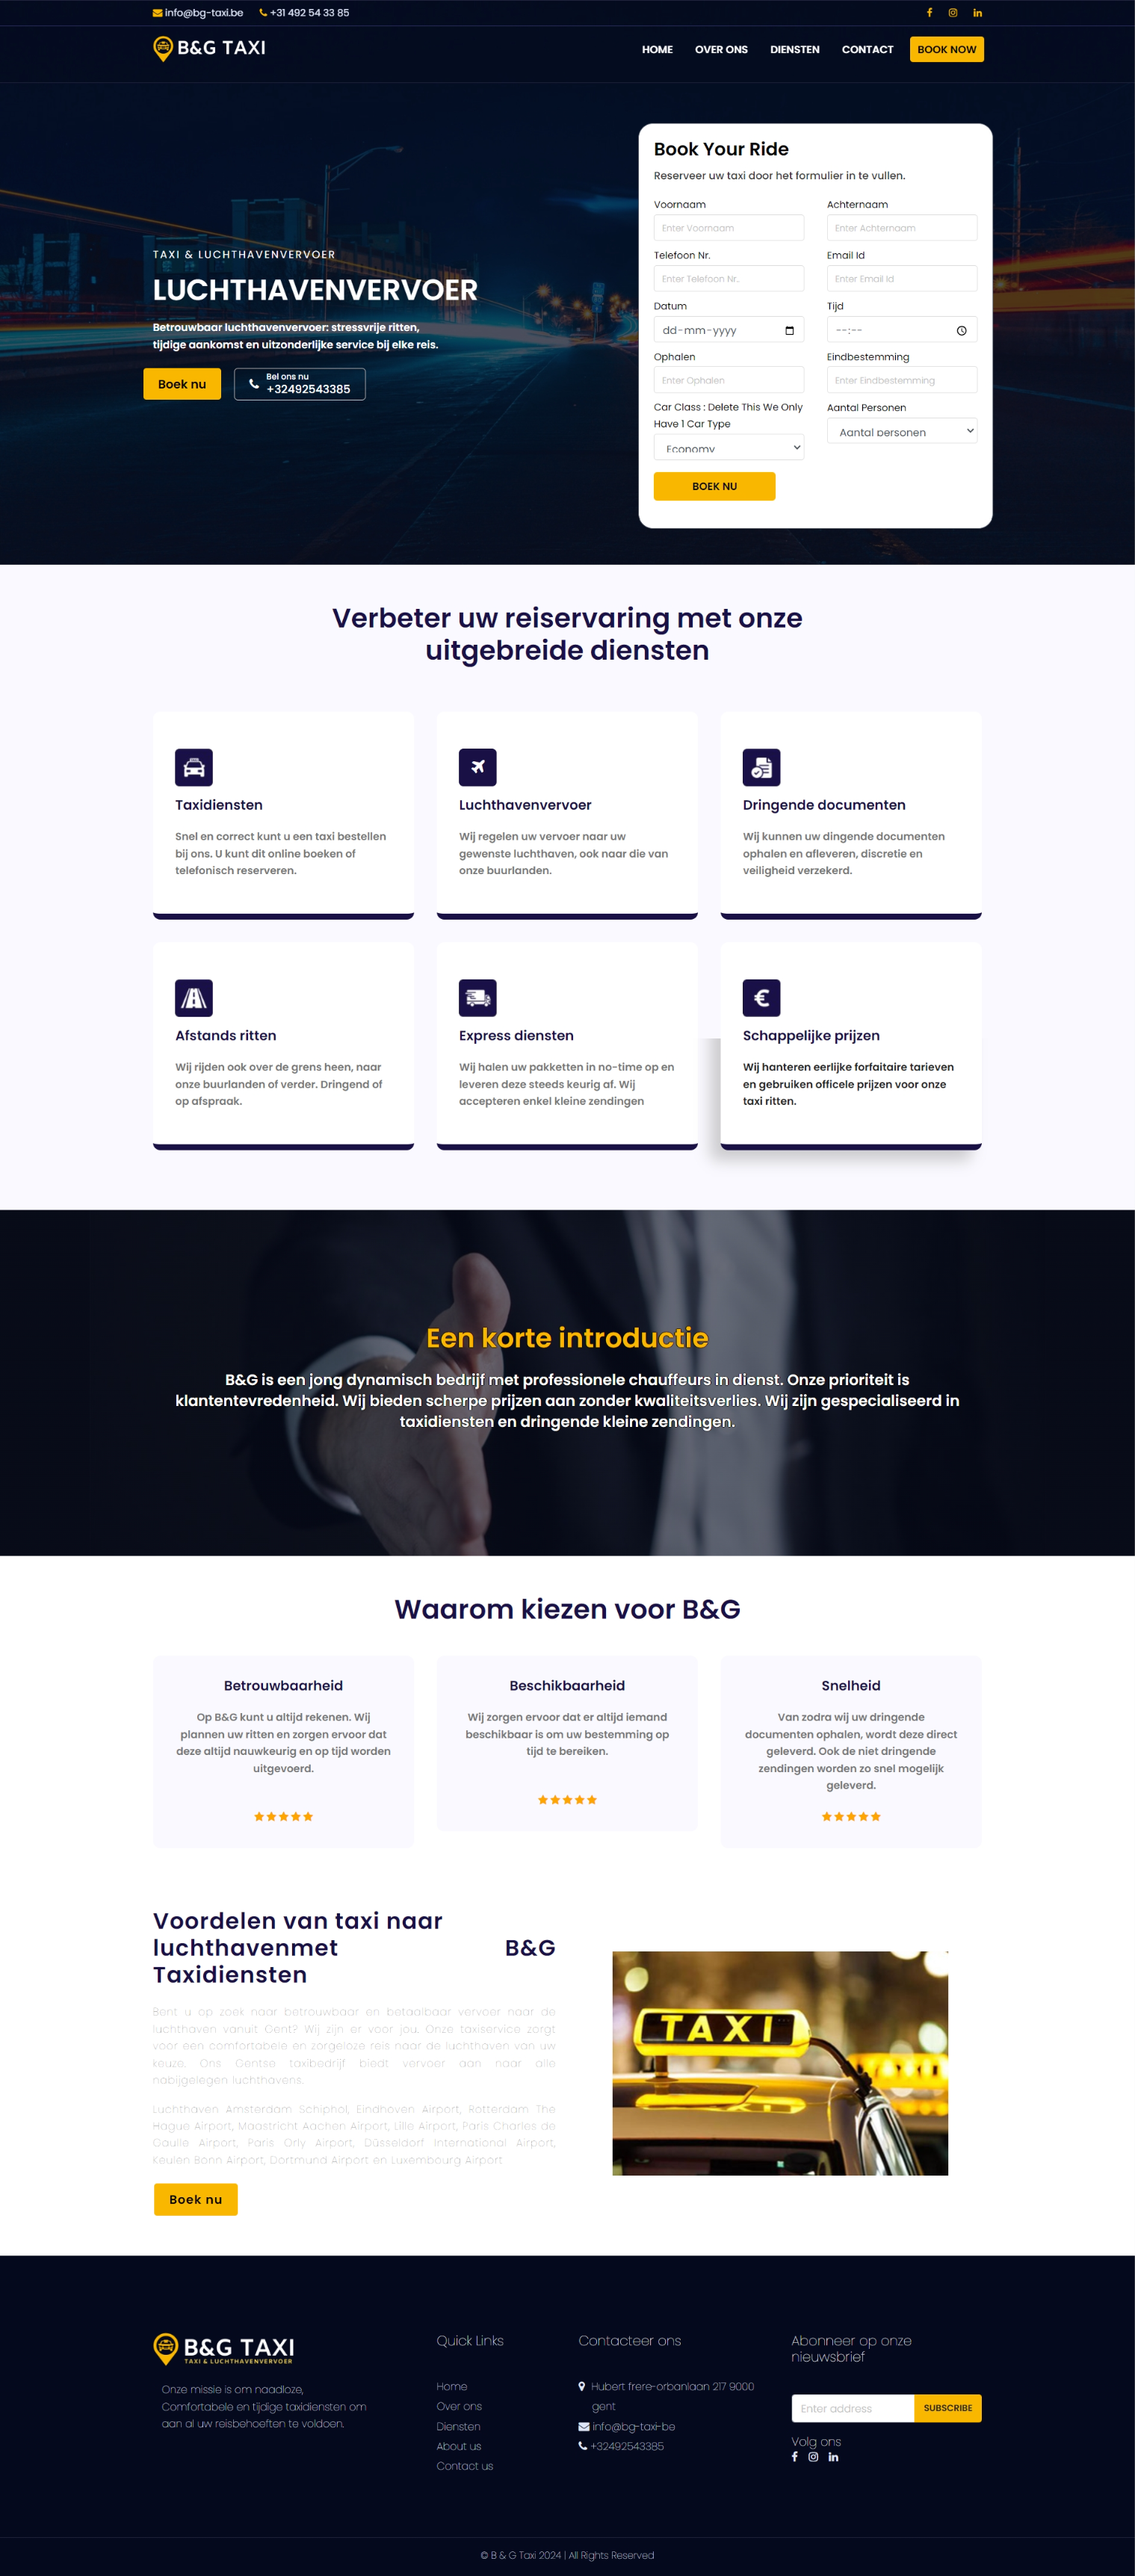 info@bg-taxi.be +31 492 54 33 85
B&G TAXI
HOME OVER ONS DIENSTEN CONTACT BOOK NOW
TAXI & LUCHTHAVENVERVOER
LUCHTHAVENVERVOER
Betrouwbaar luchthavenvervoer: stressvrije ritten,
tijdige aankomst en uitzonderlijke service bij elke reis.
Boek nu
Bel ons nu
+32492543385
Book Your Ride
Reserveer uw taxi door het formulier in te vullen.
Voornaam Achternaam
Enter Voornaam Enter Achternaam
Telefoon Nr. Email Id
Enter Telefoon Nr.. Enter Email Id
Datum Tijd
dd-mm-yyyy --:--
Ophalen Eindbestemming
Enter Ophalen Enter Eindbestemming
Car Class : Delete This We Only
Have 1 Car Type
Aantal Personen
Economy
Aantal personen
BOEK NU
Verbeter uw reiservaring met onze
uitgebreide diensten
Taxidiensten
Snel en correct kunt u een taxi bestellen
bij ons. U kunt dit online boeken of
telefonisch reserveren.
Luchthavenvervoer
Wij regelen uw vervoer naar uw
gewenste luchthaven, ook naar die van
onze buurlanden.
Dringende documenten
Wij kunnen uw dingende documenten
ophalen en afleveren, discretie en
veiligheid verzekerd.
Afstands ritten
Wij rijden ook over de grens heen, naar
onze buurlanden of verder. Dringend of
op afspraak.
Express diensten
Wij halen uw pakketten in no-time op en
leveren deze steeds keurig af. Wij
accepteren enkel kleine zendingen
Schappelijke prijzen
Wij hanteren eerlijke forfaitaire tarieven
en gebruiken officele prijzen voor onze
taxi ritten.
Een korte introductie
B&G is een jong dynamisch bedrijf met professionele chauffeurs in dienst. Onze prioriteit is
klantentevredenheid. Wij bieden scherpe prijzen aan zonder kwaliteitsverlies. Wij zijn gespecialiseerd in
taxidiensten en dringende kleine zendingen.
Waarom kiezen voor B&G
Betrouwbaarheid
Op B&G kunt u altijd rekenen. Wij
plannen uw ritten en zorgen ervoor dat
deze altijd nauwkeurig en op tijd worden
uitgevoerd.
Beschikbaarheid
Wij zorgen ervoor dat er altijd iemand
beschikbaar is om uw bestemming op
tijd te bereiken.
Snelheid
Van zodra wij uw dringende
documenten ophalen, wordt deze direct
geleverd. Ook de niet dringende
zendingen worden zo snel mogelijk
geleverd.
Voordelen van taxi naar
luchthavenmet B&G
Taxidiensten
Bent u op zoek naar betrouwbaar en betaalbaar vervoer naar de
luchthaven vanuit Gent? Wij zijn er voor jou. Onze taxiservice zorgt
voor een comfortabele en zorgeloze reis naar de luchthaven van uw
keuze. Ons Gentse taxibedrijf biedt vervoer aan naar alle
nabijgelegen luchthavens.
Luchthaven Amsterdam Schiphol, Eindhoven Airport, Rotterdam The
Hague Airport, Maastricht Aachen Airport, Lille Airport, Paris Charles de
Gaulle Airport, Paris Orly Airport, Düsseldorf International Airport,
Keulen Bonn Airport, Dortmund Airport en Luxembourg Airport
Boek nu
TAXI
B&G TAXI
TAXI & LUCHTHAVENVERVOER
Onze missie is om naadloze,
Comfortabele en tijdige taxidiensten om
aan al uw reisbehoeften te voldoen.
Quick Links
Home
Over ons
Diensten
About us
Contact us
Contacteer ons
Hubert frere-orbanlaan 217 9000
gent
info@bg-taxi-be
+32492543385
Abonneer op onze
nieuwsbrief
Enter address SUBSCRIBE
Volg ons
© B & G Taxi 2024 | All Rights Reserved